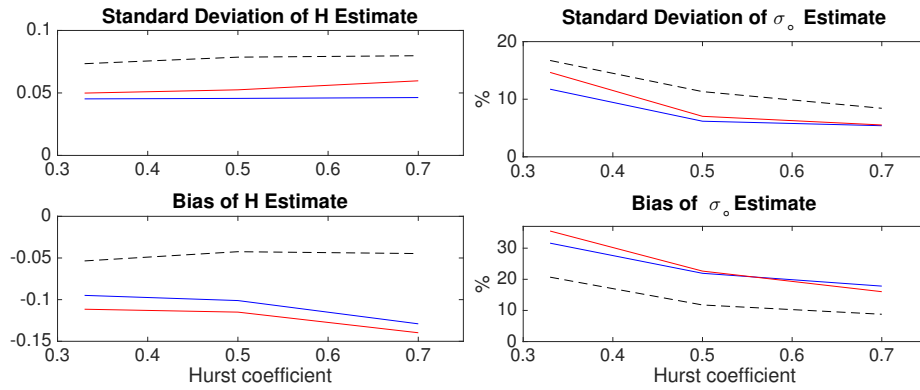 Standard Deviation of H Estimate
0.1
0.05
0
0.3 0.4 0.5 0.6 0.7
Standard Deviation of σ∘ Estimate
20
10
0
%
0.3 0.4 0.5 0.6 0.7
Bias of H Estimate
0
-0.05
-0.1
-0.15
0.3 0.4 0.5 0.6 0.7
Hurst coefficient
Bias of σ∘ Estimate
30
20
10
0
%
0.3 0.4 0.5 0.6 0.7
Hurst coefficient